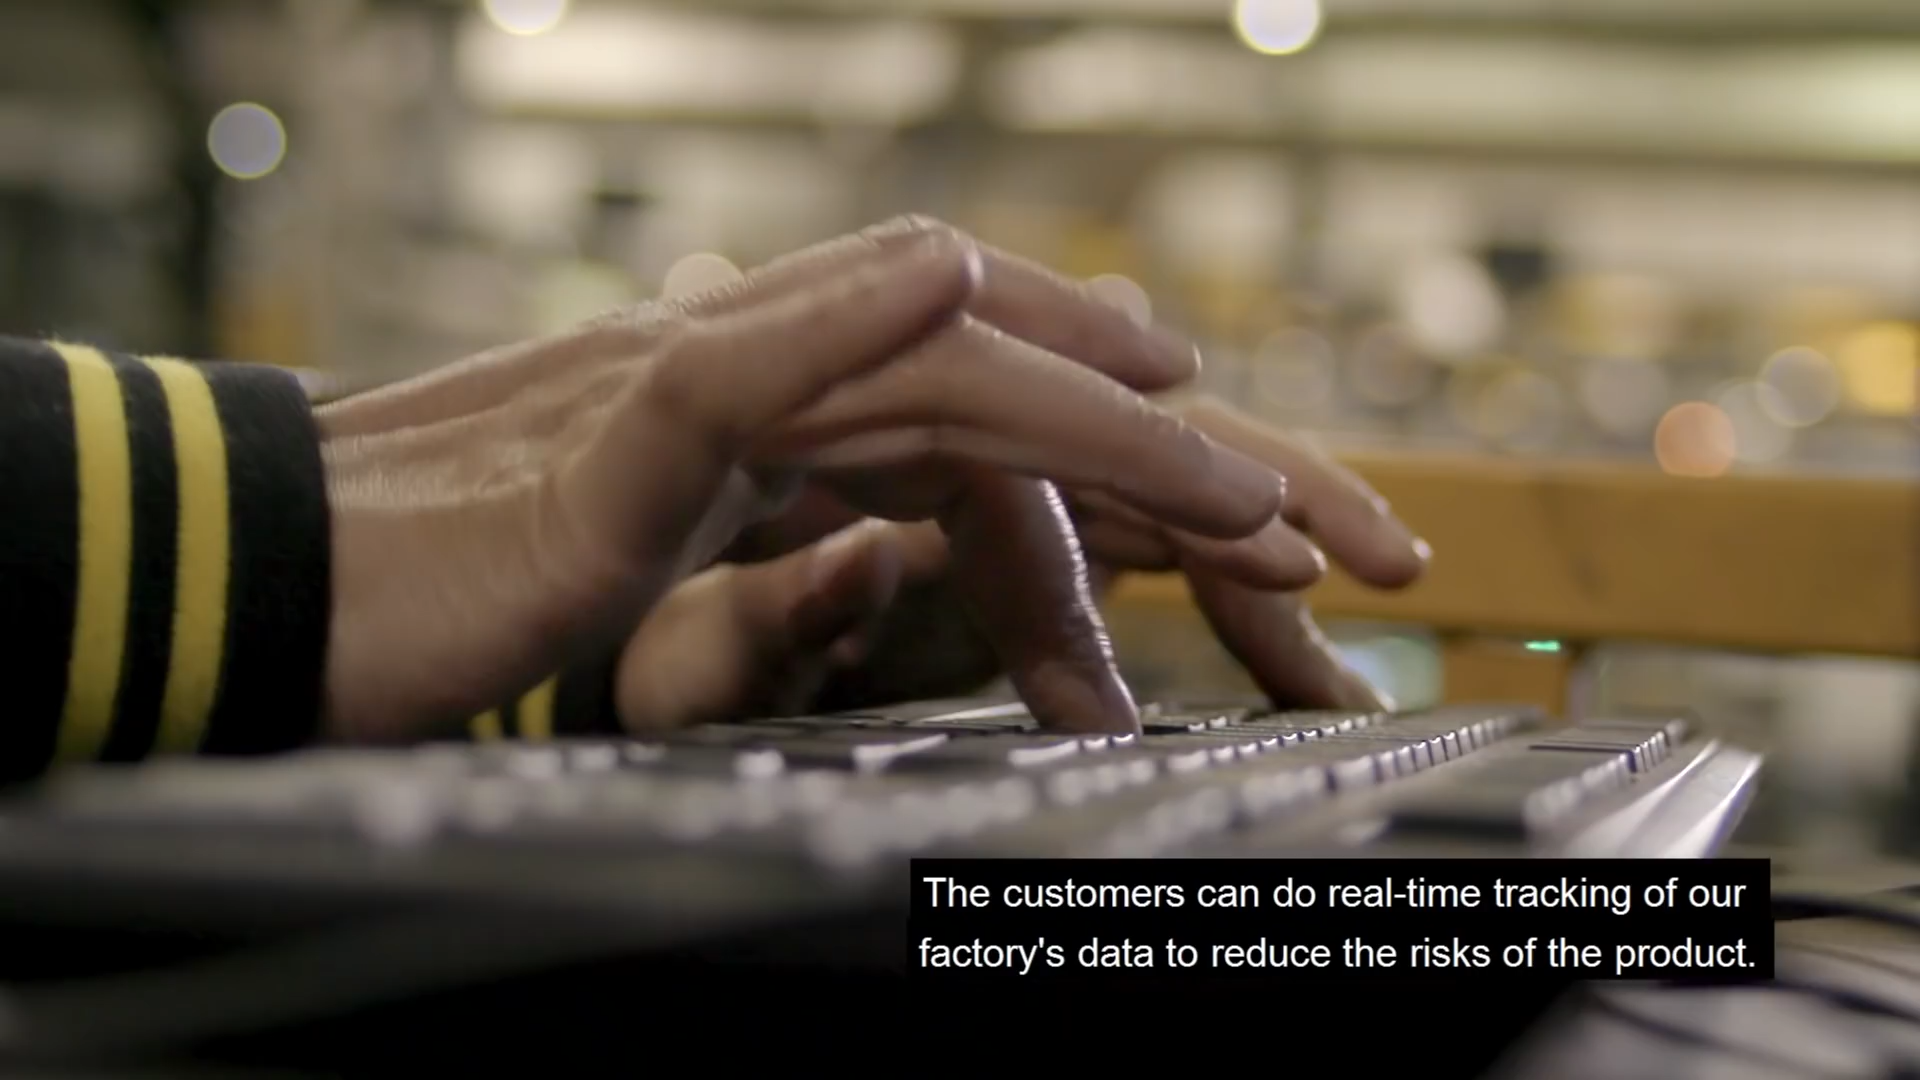 The customers can do real-time tracking of our
factory's data to reduce the risks of the product.